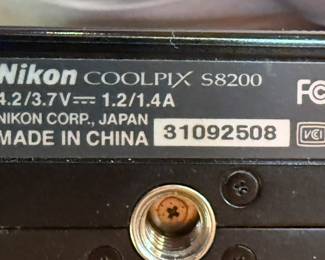 Nikon COOLPIX S8200
4.2/3.7V⎓ 1.2/1.4A
NIKON CORP., JAPAN
MADE IN CHINA 31092508
FC
VCI